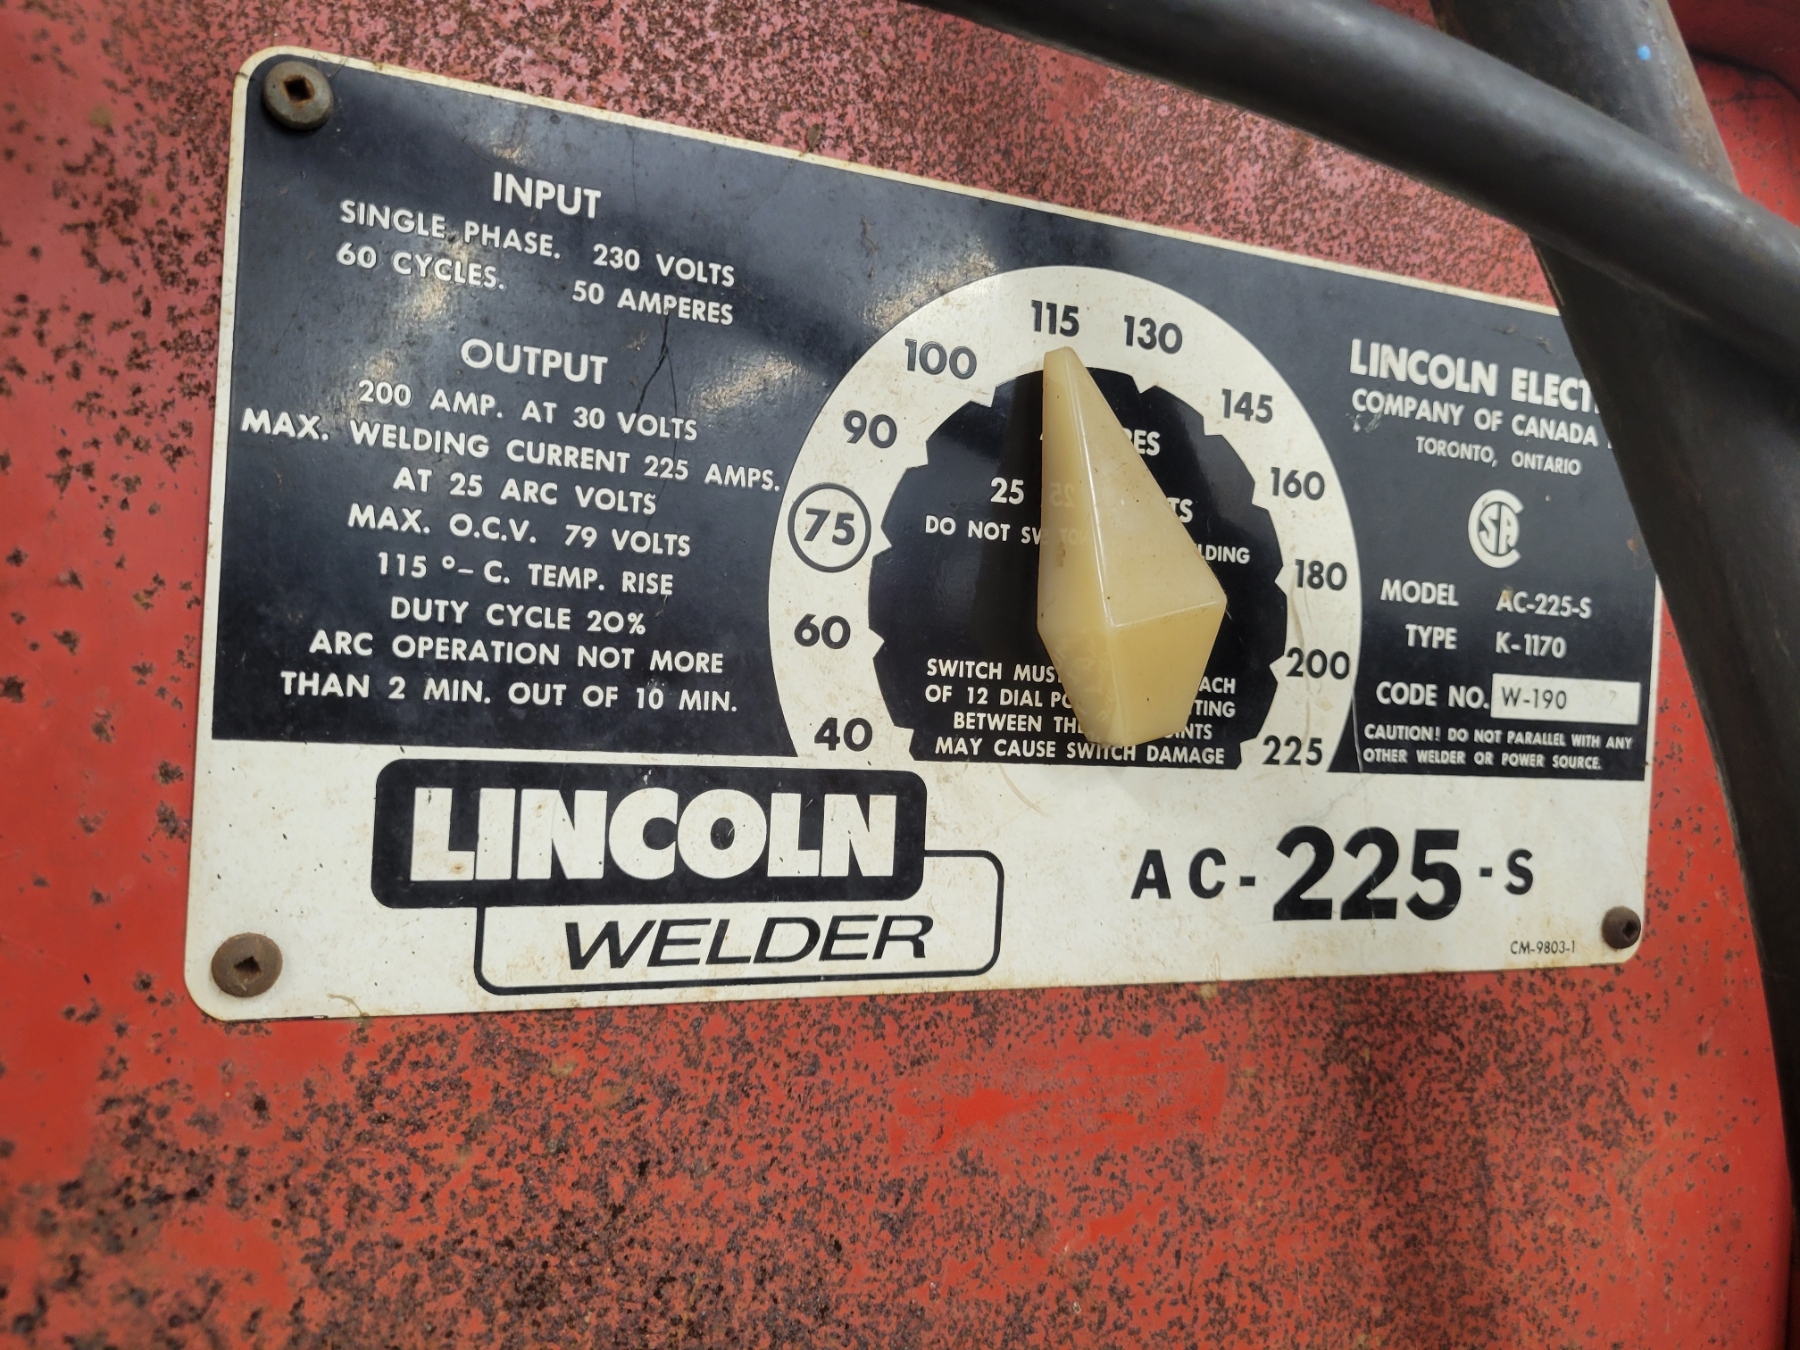 INPUT
SINGLE PHASE. 230 VOLTS
60 CYCLES. 50 AMPERES
OUTPUT
200 AMP. AT 30 VOLTS
MAX. WELDING CURRENT 225 AMPS.
AT 25 ARC VOLTS
MAX. O.C.V. 79 VOLTS
115 °-C. TEMP. RISE
DUTY CYCLE 20%
ARC OPERATION NOT MORE
THAN 2 MIN. OUT OF 10 MIN.
40
60
75
90
100
115
130
145
160
180
200
225
25
DO NOT
SWITCH
OF 12 DIAL
BETWEEN
MAY CAUSE SWITCH DAMAGE
LINCOLN
COMPANY OF CANADA
TORONTO, ONTARIO
CSA
MODEL AC-225-S
TYPE K-1170
CODE NO. W-190
CAUTION! DO NOT PARALLEL WITH ANY
OTHER WELDER OR POWER SOURCE.
LINCOLN
WELDER
AC-225-S
CM-9803-1